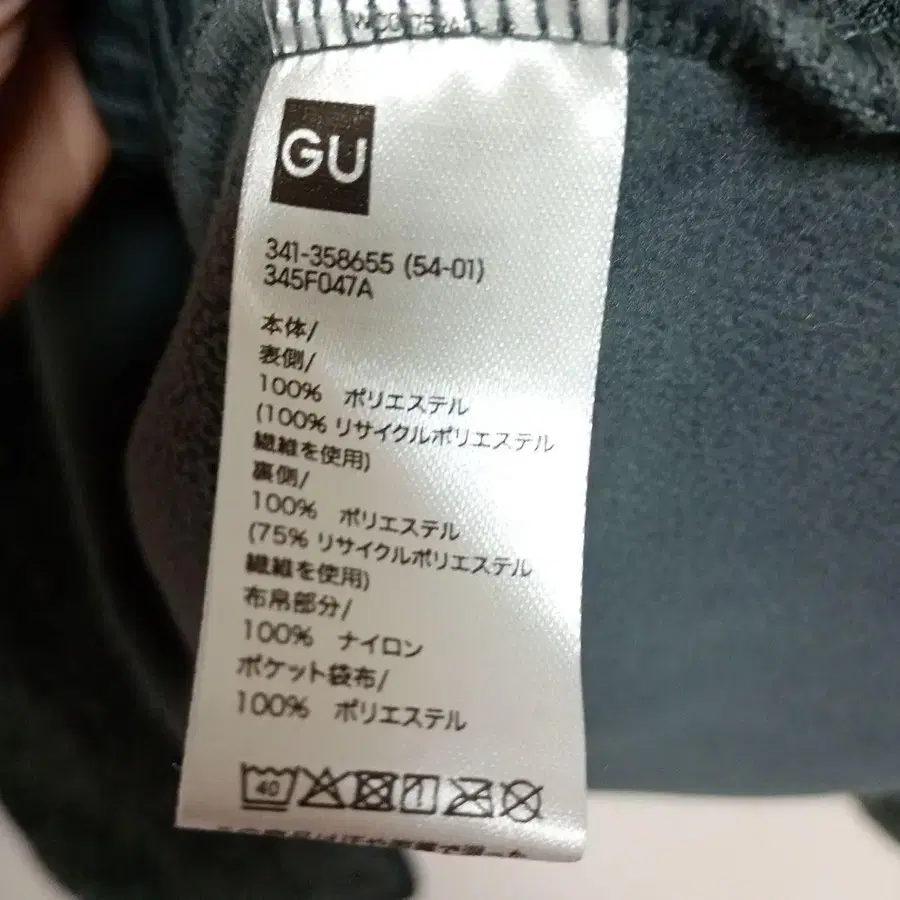 GU
341-358655 (54-01)
345F047A
本体/
表側/
100% ポリエステル
(100% リサイクルポリエステル
繊維を使用)
裏側/
100% ポリエステル
(75% リサイクルポリエステル
繊維を使用)
布帛部分/
100% ナイロン
ポケット袋布/
100% ポリエステル
40